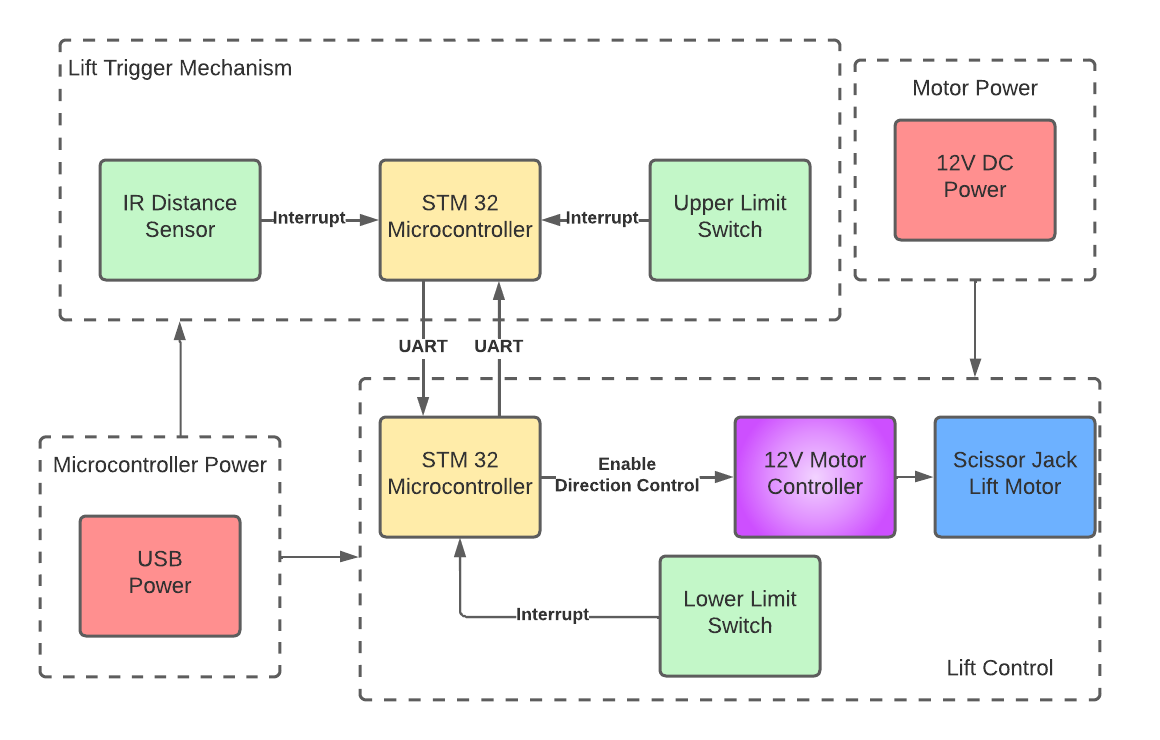 Lift Trigger Mechanism
Motor Power
12V DC
Power
IR Distance
Sensor
Interrupt
STM 32
Microcontroller
Interrupt
Upper Limit
Switch
UART
UART
Microcontroller Power
USB
Power
STM 32
Microcontroller
Enable
Direction Control
12V Motor
Controller
Scissor Jack
Lift Motor
Interrupt
Lower Limit
Switch
Lift Control